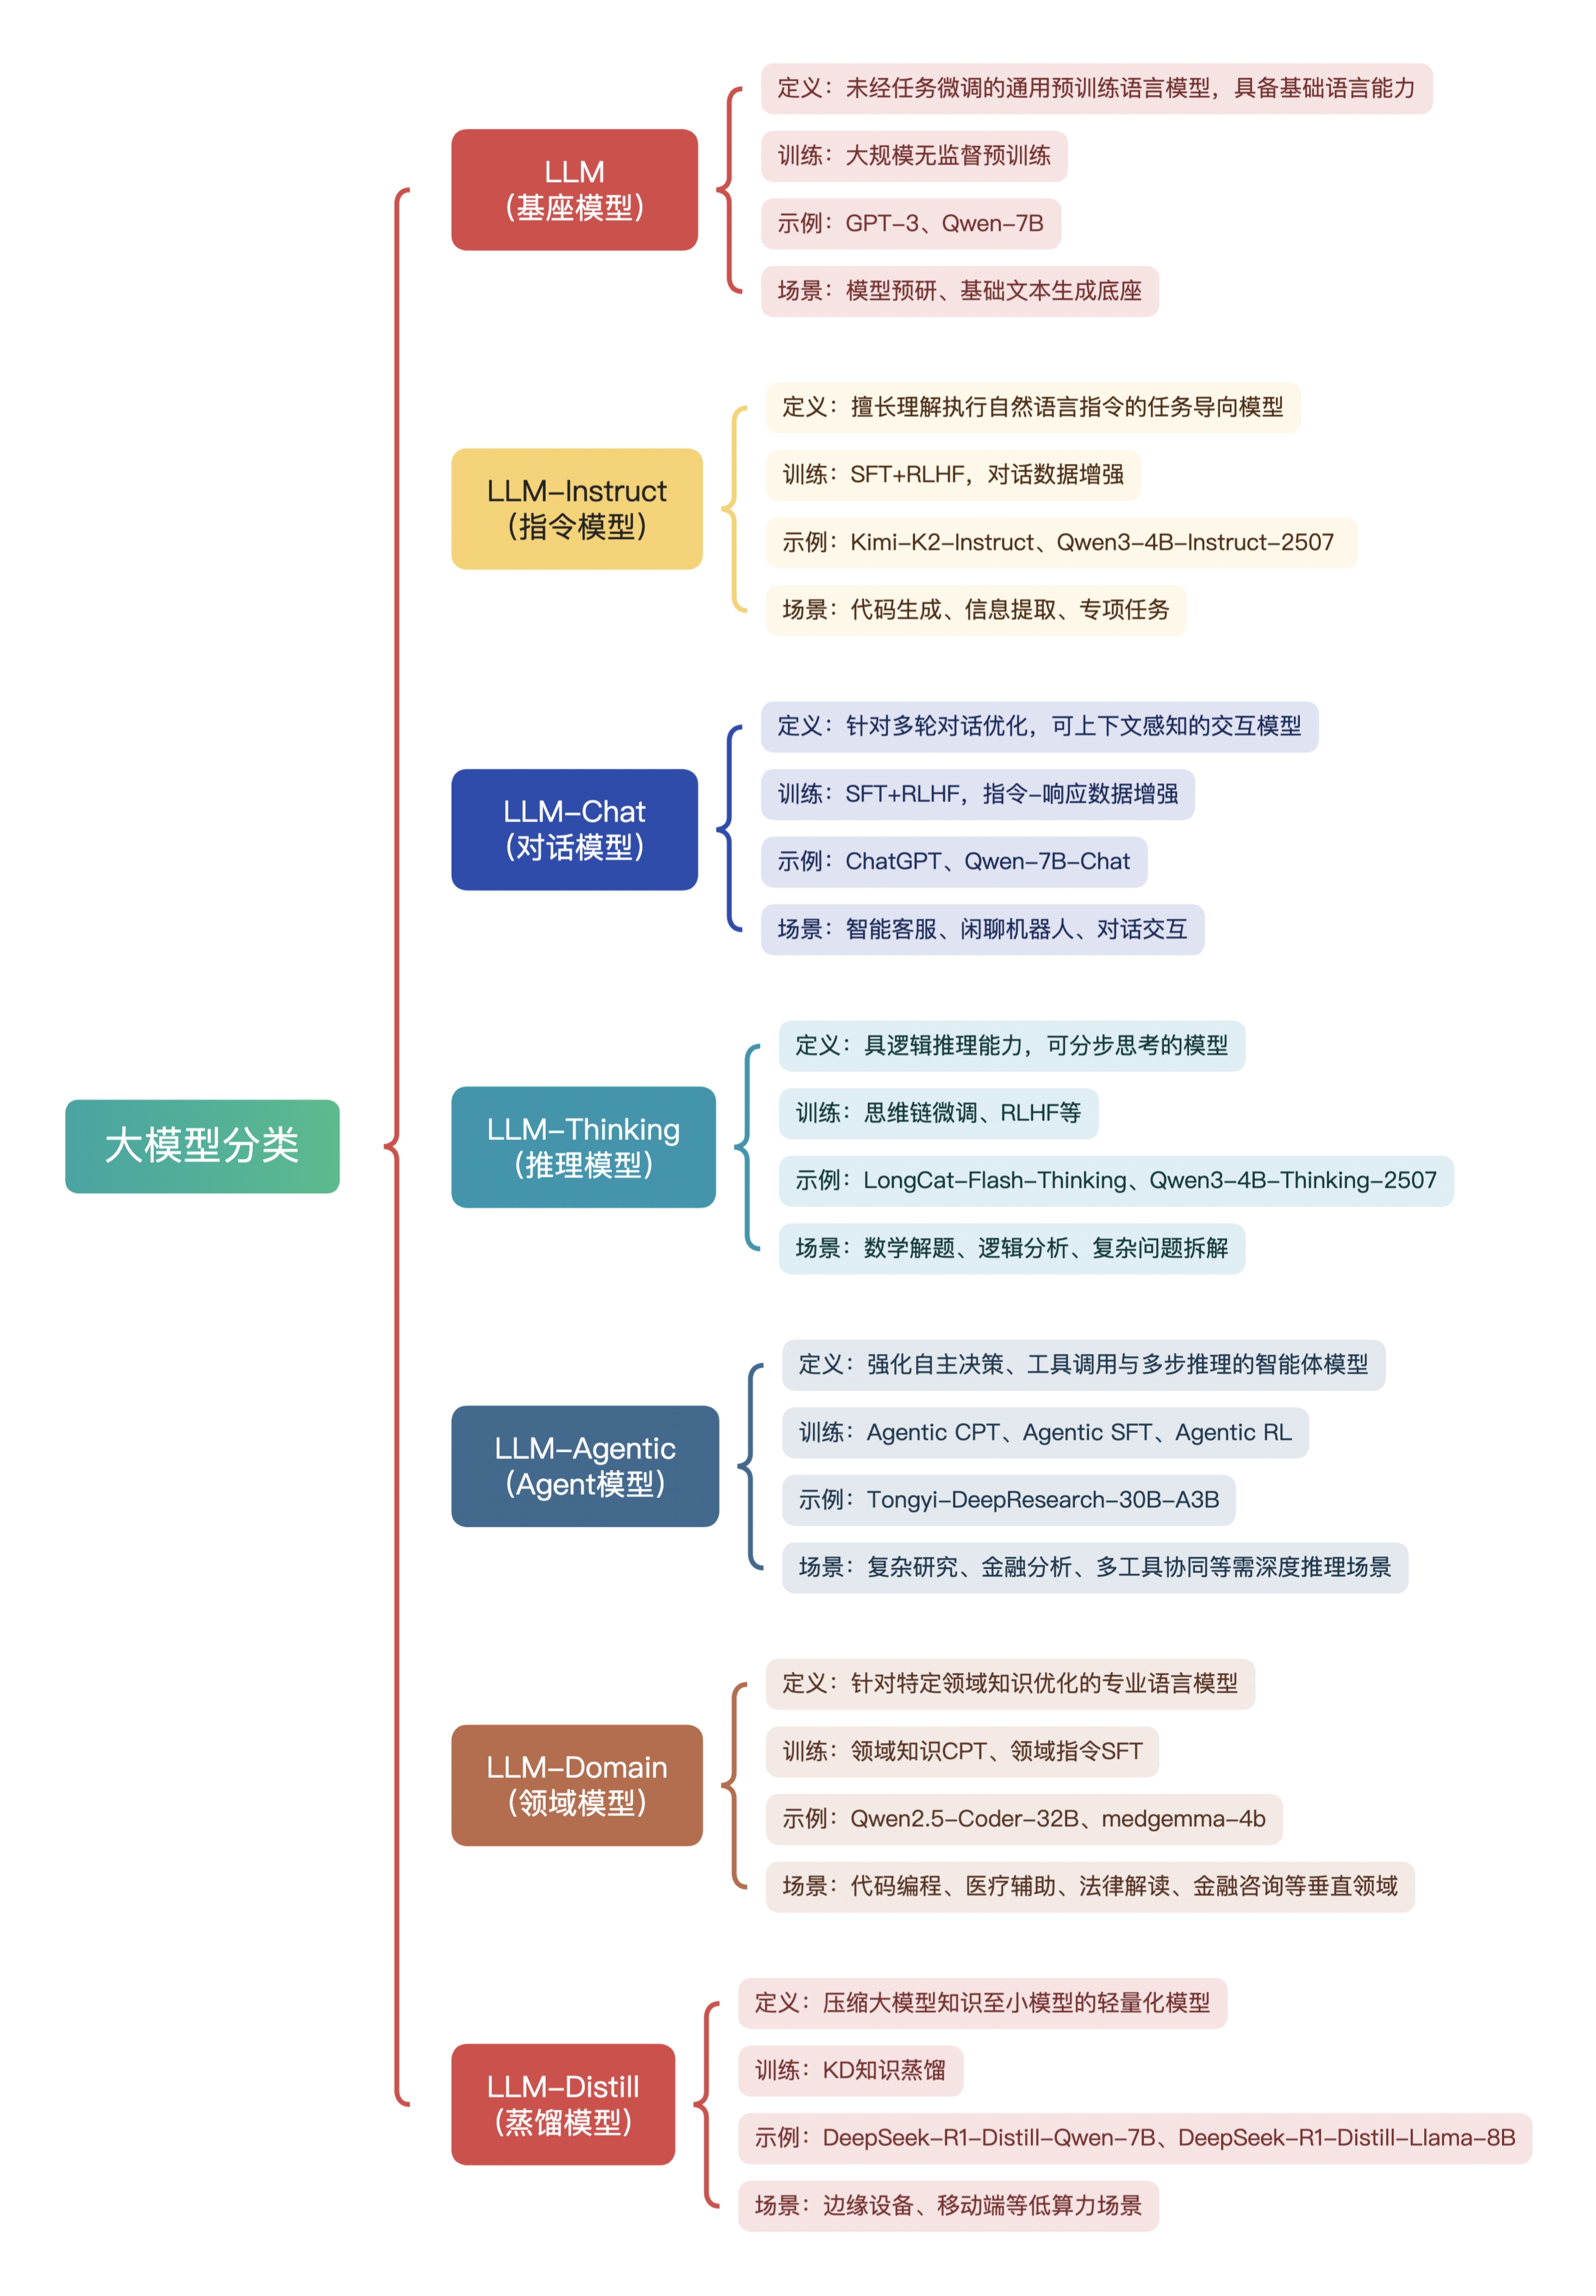 大模型分类
LLM
（基座模型）
定义：未经任务微调的通用预训练语言模型，具备基础语言能力
训练：大规模无监督预训练
示例：GPT-3、Qwen-7B
场景：模型预研、基础文本生成底座
LLM-Instruct
（指令模型）
定义：擅长理解执行自然语言指令的任务导向模型
训练：SFT+RLHF，对话数据增强
示例：Kimi-K2-Instruct、Qwen3-4B-Instruct-2507
场景：代码生成、信息提取、专项任务
LLM-Chat
（对话模型）
定义：针对多轮对话优化，可上下文感知的交互模型
训练：SFT+RLHF，指令-响应数据增强
示例：ChatGPT、Qwen-7B-Chat
场景：智能客服、闲聊机器人、对话交互
LLM-Thinking
（推理模型）
定义：具逻辑推理能力，可分步思考的模型
训练：思维链微调、RLHF等
示例：LongCat-Flash-Thinking、Qwen3-4B-Thinking-2507
场景：数学解题、逻辑分析、复杂问题拆解
LLM-Agentic
（Agent模型）
定义：强化自主决策、工具调用与多步推理的智能体模型
训练：Agentic CPT、Agentic SFT、Agentic RL
示例：Tongyi-DeepResearch-30B-A3B
场景：复杂研究、金融分析、多工具协同等需深度推理场景
LLM-Domain
（领域模型）
定义：针对特定领域知识优化的专业语言模型
训练：领域知识CPT、领域指令SFT
示例：Qwen2.5-Coder-32B、medgemma-4b
场景：代码编程、医疗辅助、法律解读、金融咨询等垂直领域
LLM-Distill
（蒸馏模型）
定义：压缩大模型知识至小模型的轻量化模型
训练：KD知识蒸馏
示例：DeepSeek-R1-Distill-Qwen-7B、DeepSeek-R1-Distill-Llama-8B
场景：边缘设备、移动端等低算力场景